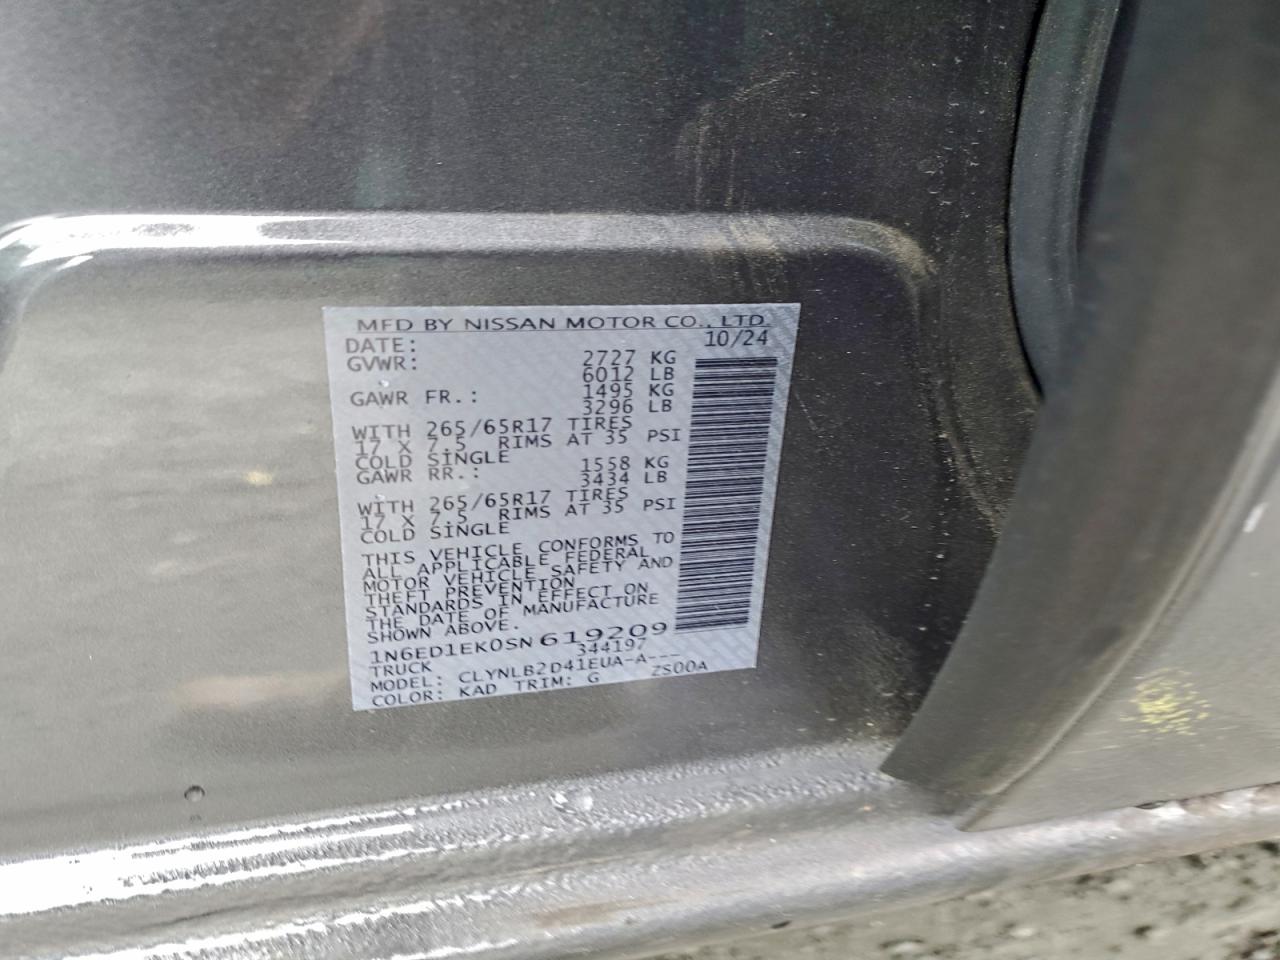 MFD BY NISSAN MOTOR CO., LTD.
DATE: 10/24
GVWR: 2727 KG
6012 LB
GAWR FR.: 1495 KG
3296 LB
WITH 265/65R17 TIRES
17 X 7.5 RIMS AT 35 PSI
COLD SINGLE
GAWR RR.: 1558 KG
3434 LB
WITH 265/65R17 TIRES
17 X 7.5 RIMS AT 35 PSI
COLD SINGLE
THIS VEHICLE CONFORMS TO
ALL APPLICABLE FEDERAL
MOTOR VEHICLE SAFETY AND
THEFT PREVENTION
STANDARDS IN EFFECT ON
THE DATE OF MANUFACTURE
SHOWN ABOVE.
1N6ED1EK0SN619209
TRUCK 344197
MODEL: CLYNLB2D41EUA-A---
COLOR: KAD TRIM: G ZS00A